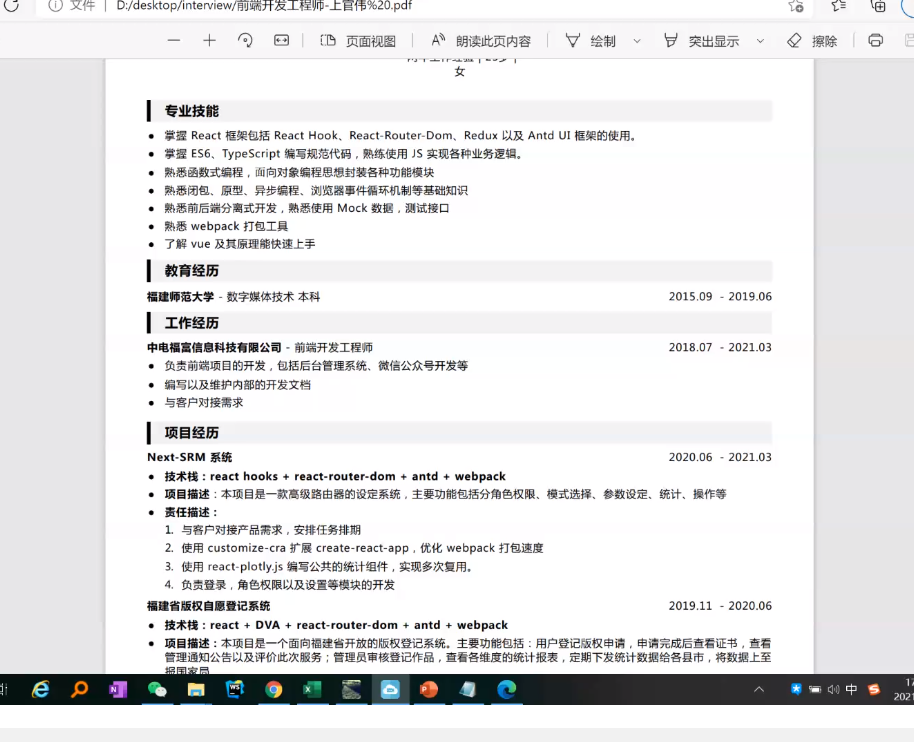 文件 | D:/desktop/interview/前端开发工程师-上官伟%20.pdf
页面视图 | 朗读此页内容 | 绘制 突出显示 擦除
女
专业技能
• 掌握 React 框架包括 React Hook、React-Router-Dom、Redux 以及 Antd UI 框架的使用。
• 掌握 ES6、TypeScript 编写规范代码，熟练使用 JS 实现各种业务逻辑。
• 熟悉函数式编程，面向对象编程思想封装各种功能模块
• 熟悉闭包、原型、异步编程、浏览器事件循环机制等基础知识
• 熟悉前后端分离式开发，熟悉使用 Mock 数据，测试接口
• 熟悉 webpack 打包工具
• 了解 vue 及其原理能快速上手
教育经历
福建师范大学 - 数字媒体技术 本科 2015.09 - 2019.06
工作经历
中电福富信息科技有限公司 - 前端开发工程师 2018.07 - 2021.03
• 负责前端项目的开发，包括后台管理系统、微信公众号开发等
• 编写以及维护内部的开发文档
• 与客户对接需求
项目经历
Next-SRM 系统 2020.06 - 2021.03
• 技术栈：react hooks + react-router-dom + antd + webpack
• 项目描述：本项目是一款高级路由器的设定系统，主要功能包括分角色权限、模式选择、参数设定、统计、操作等
• 责任描述：
1. 与客户对接产品需求，安排任务排期
2. 使用 customize-cra 扩展 create-react-app，优化 webpack 打包速度
3. 使用 react-plotly.js 编写公共的统计组件，实现多次复用。
4. 负责登录，角色权限以及设置等模块的开发
福建省版权自愿登记系统 2019.11 - 2020.06
• 技术栈：react + DVA + react-router-dom + antd + webpack
• 项目描述：本项目是一个面向福建省开放的版权登记系统。主要功能包括：用户登记版权申请，申请完成后查看证书，查看
管理通知公告以及评价此次服务；管理员审核登记作品，查看各维度的统计报表，定期下发统计数据给各县市，将数据上至
中